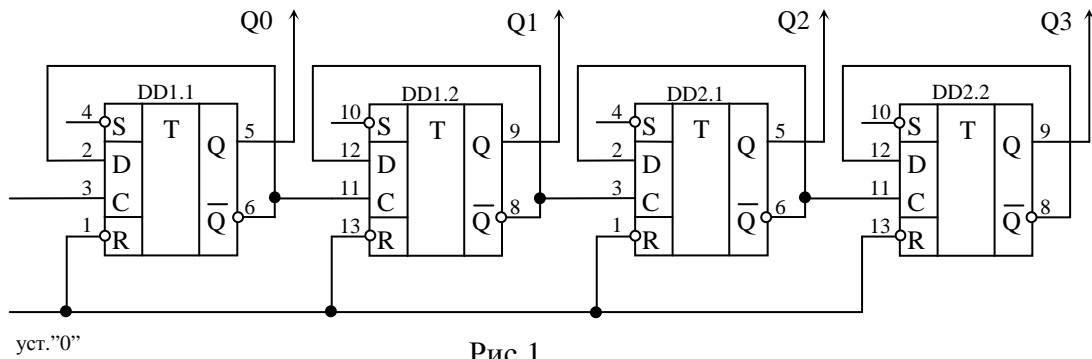 Q0 Q1 Q2 Q3
DD1.1 DD1.2 DD2.1 DD2.2
4 S T 10 S T 4 S T 10 S T
Q 5 Q 9 Q 5 Q 9
2 D 12 D 2 D 12 D
3 C 11 C 3 C 11 C
Q 6 Q 8 Q 6 Q 8
1 R 13 R 1 R 13 R
уст."0"
Рис.1